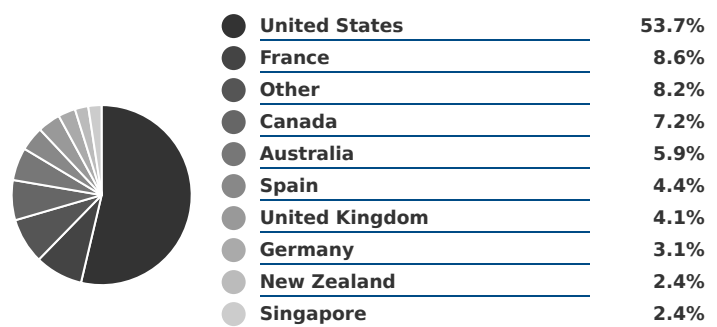 United States 53.7%
France 8.6%
Other 8.2%
Canada 7.2%
Australia 5.9%
Spain 4.4%
United Kingdom 4.1%
Germany 3.1%
New Zealand 2.4%
Singapore 2.4%